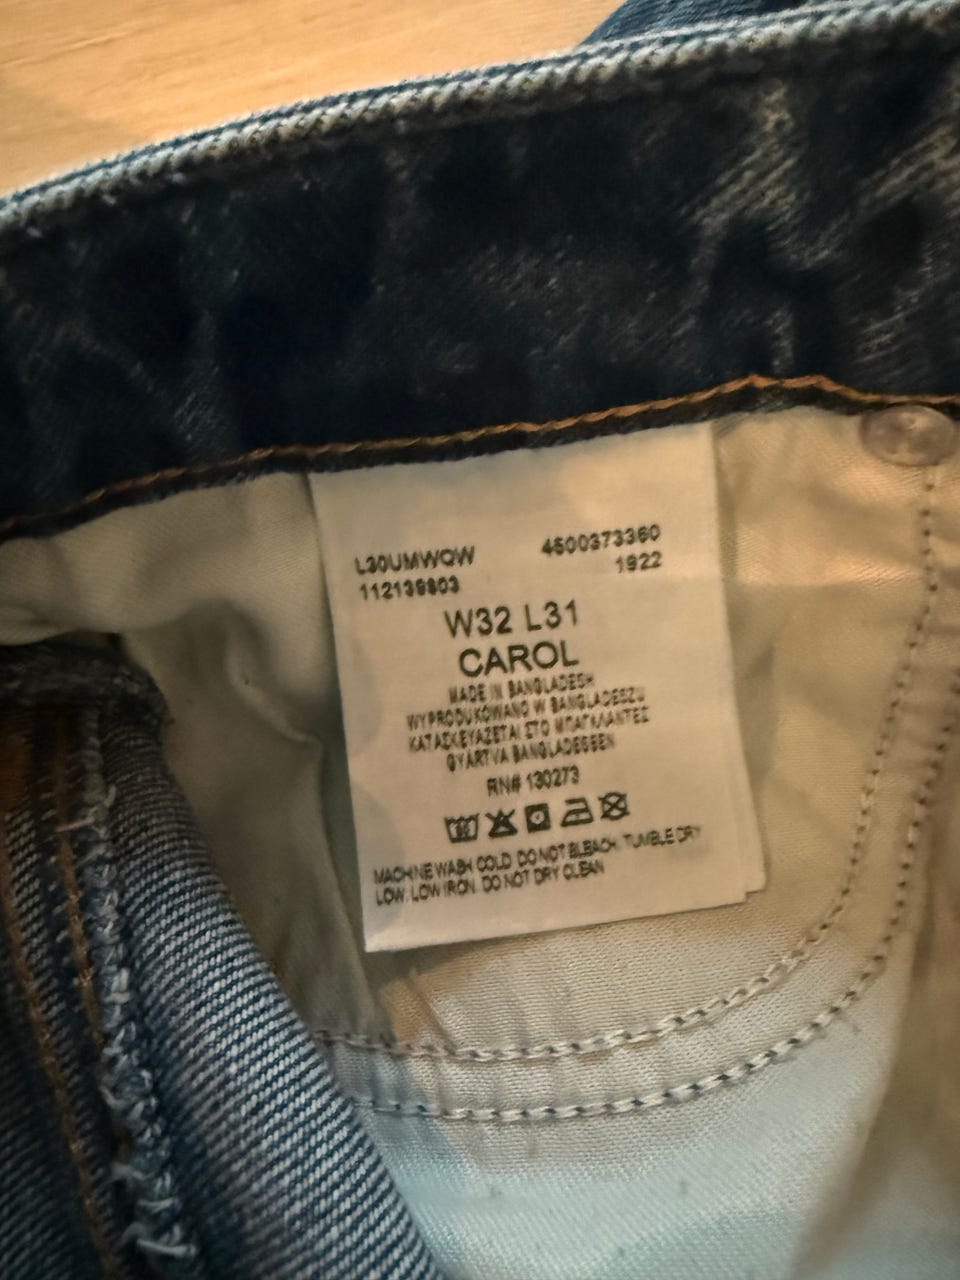 L30UMWQW 4500373360
112139803 1922
W32 L31
CAROL
MADE IN BANGLADESH
WYPRODUKOWANO W BANGLADESZU
ΚΑΤΑΣΚΕΥΑΖΕΤΑΙ ΣΤΟ ΜΠΑΓΚΛΑΝΤΕΣ
GYÁRTVA BANGLADESBEN
RN# 130273
MACHINE WASH COLD. DO NOT BLEACH. TUMBLE DRY
LOW. LOW IRON. DO NOT DRY CLEAN